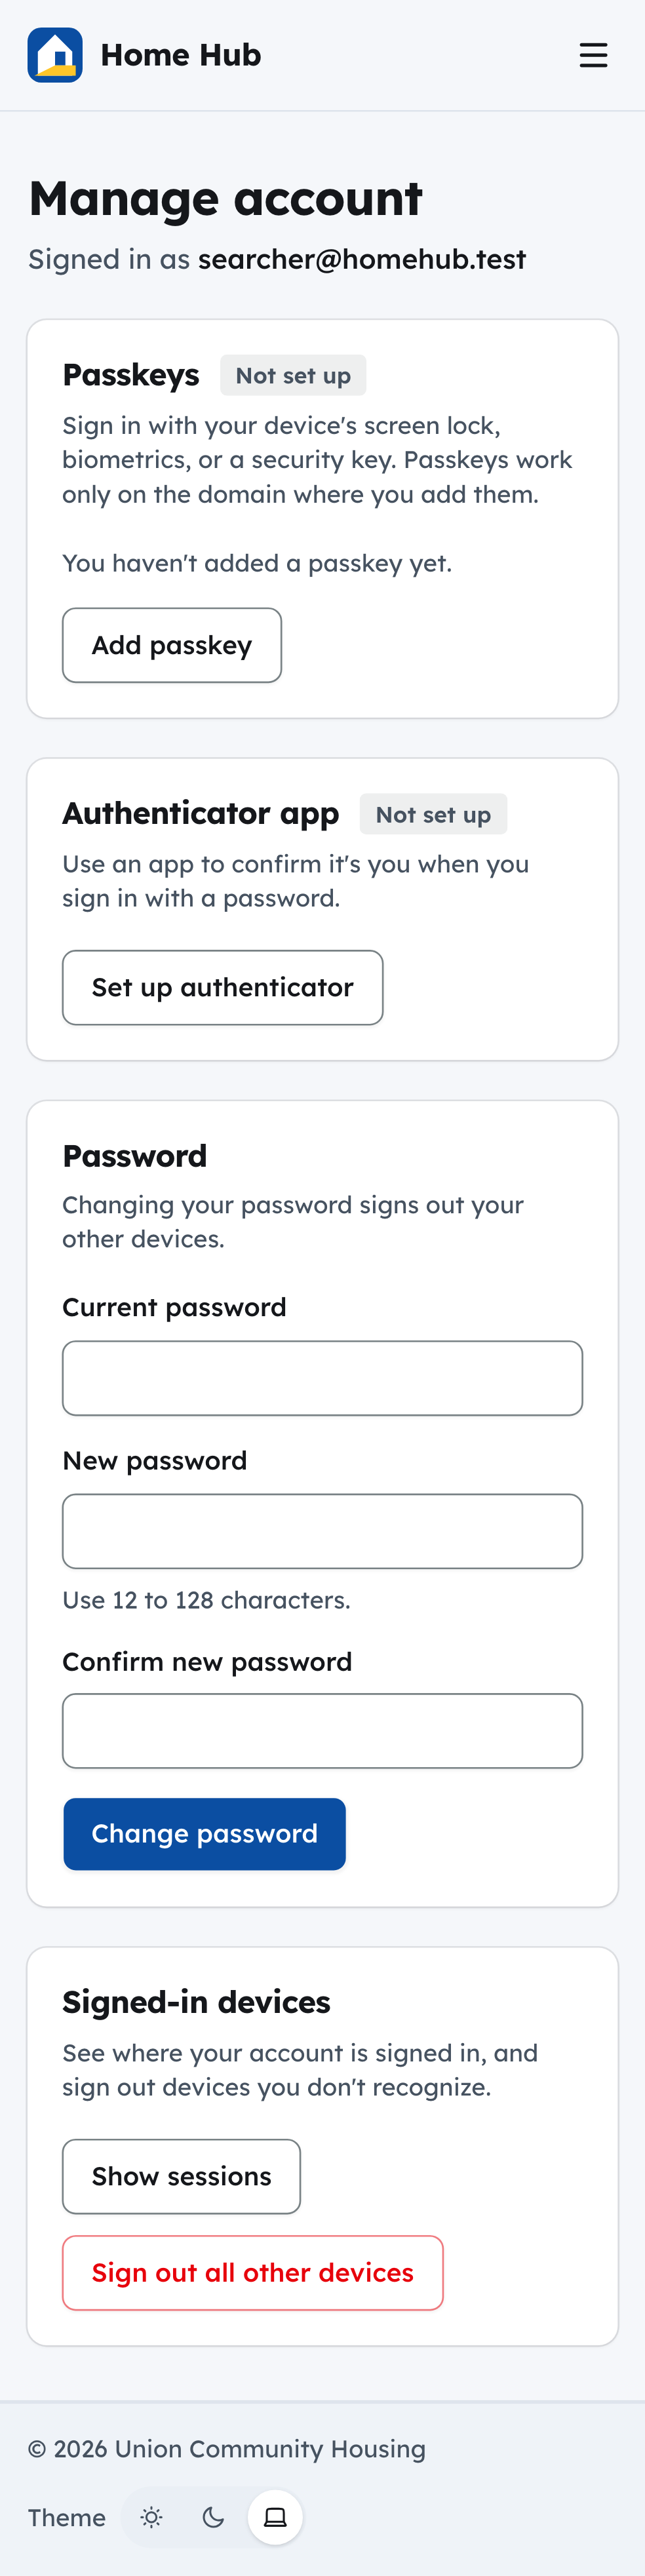 Home Hub
Manage account
Signed in as searcher@homehub.test
Passkeys Not set up
Sign in with your device's screen lock,
biometrics, or a security key. Passkeys work
only on the domain where you add them.
You haven't added a passkey yet.
Add passkey
Authenticator app Not set up
Use an app to confirm it's you when you
sign in with a password.
Set up authenticator
Password
Changing your password signs out your
other devices.
Current password
New password
Use 12 to 128 characters.
Confirm new password
Change password
Signed-in devices
See where your account is signed in, and
sign out devices you don't recognize.
Show sessions
Sign out all other devices
© 2026 Union Community Housing
Theme